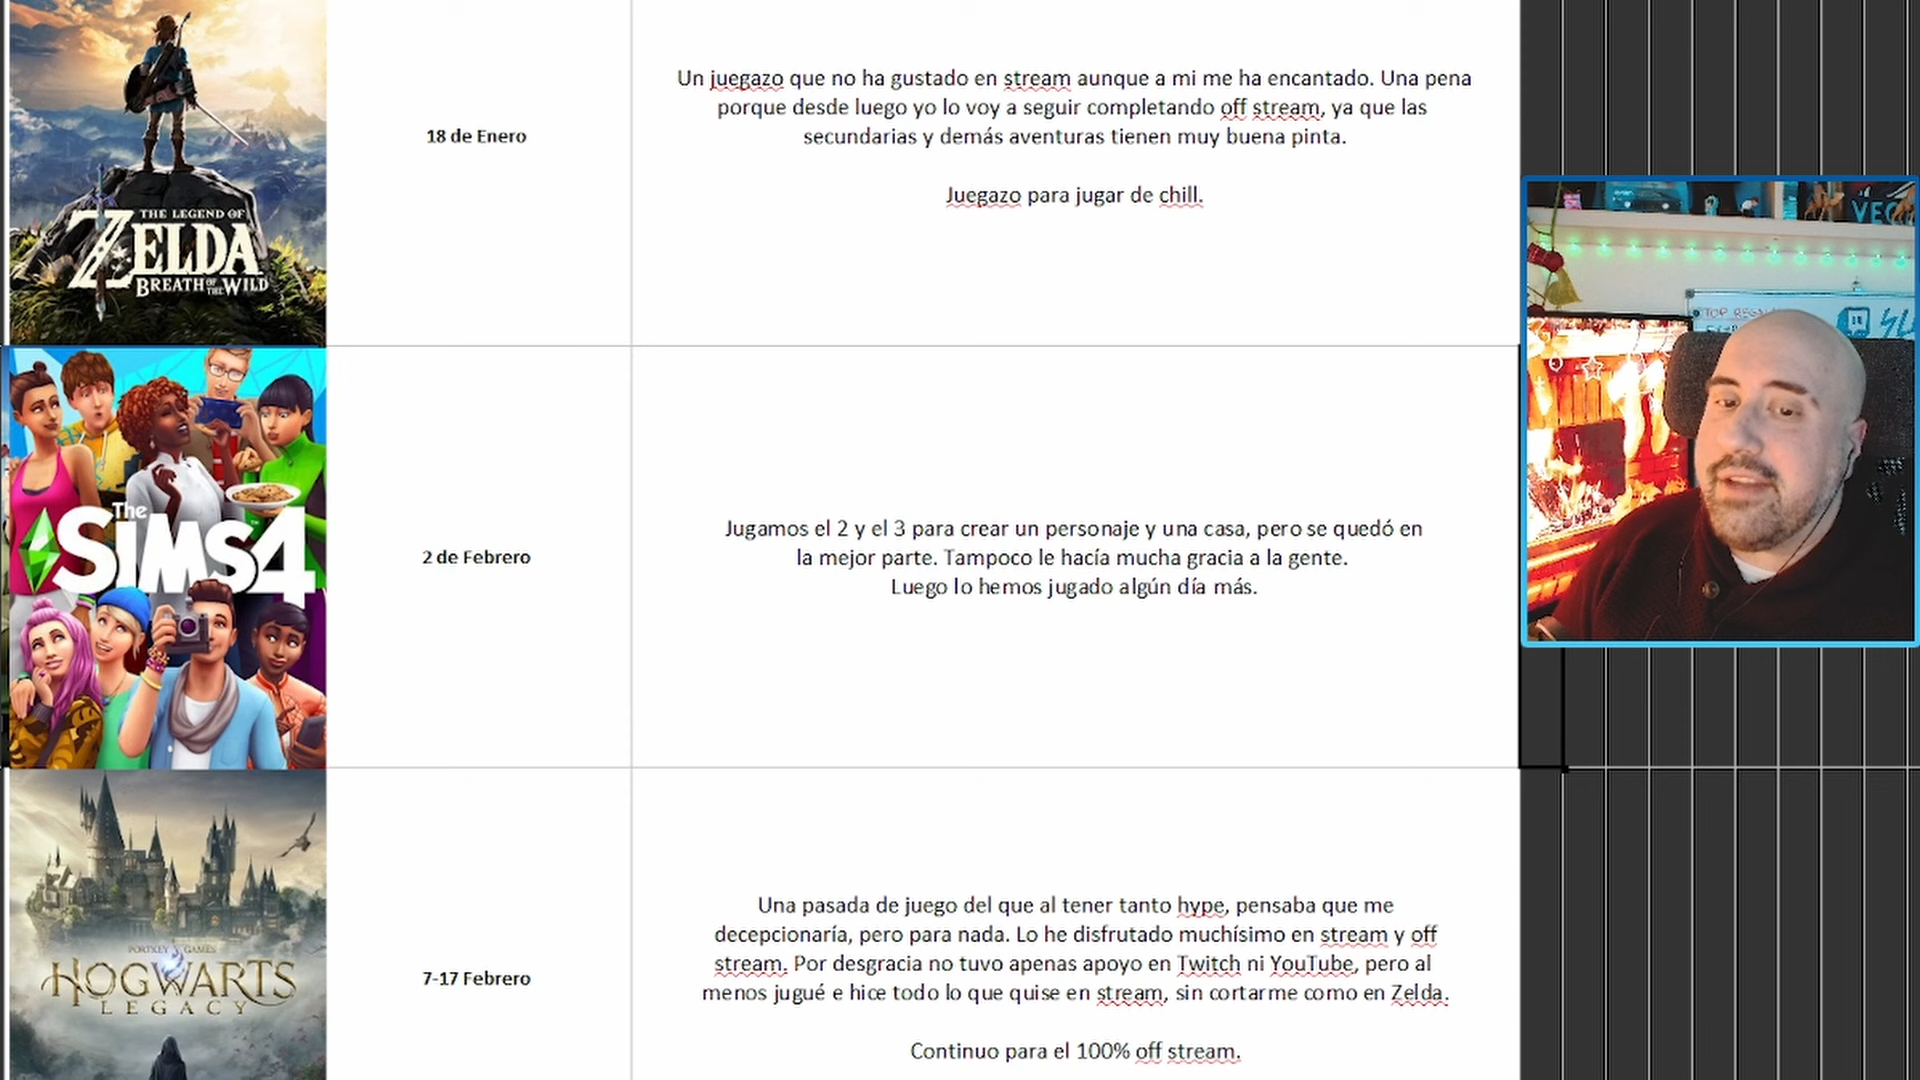 THE LEGEND OF
ZELDA
BREATH OF THE WILD
18 de Enero
Un juegazo que no ha gustado en stream aunque a mi me ha encantado. Una pena
porque desde luego yo lo voy a seguir completando off stream, ya que las
secundarias y demás aventuras tienen muy buena pinta.
Juegazo para jugar de chill.
The
SIMS 4
2 de Febrero
Jugamos el 2 y el 3 para crear un personaje y una casa, pero se quedó en
la mejor parte. Tampoco le hacía mucha gracia a la gente.
Luego lo hemos jugado algún día más.
PORTKEY GAMES
HOGWARTS
LEGACY
7-17 Febrero
Una pasada de juego del que al tener tanto hype, pensaba que me
decepcionaría, pero para nada. Lo he disfrutado muchísimo en stream y off
stream. Por desgracia no tuvo apenas apoyo en Twitch ni YouTube, pero al
menos jugué e hice todo lo que quise en stream, sin cortarme como en Zelda.
Continuo para el 100% off stream.
TOP